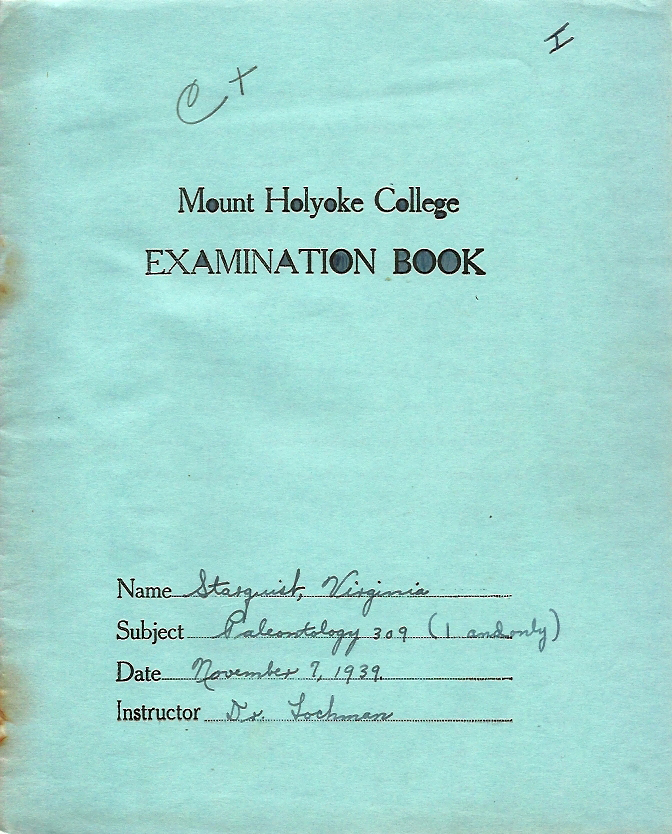 I
C+
Mount Holyoke College
EXAMINATION BOOK
Name Starquist, Virginia
Subject Paleontology 309 (1 and only)
Date November 7, 1939.
Instructor Dr. Lochman